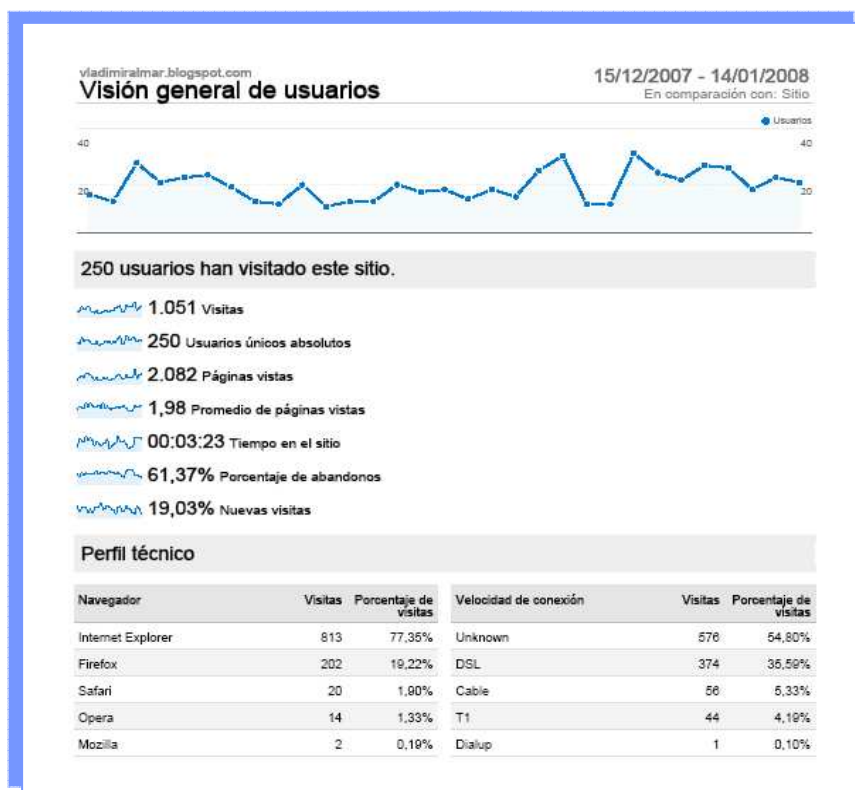 vladimiralmar.blogspot.com
Visión general de usuarios
15/12/2007 - 14/01/2008
En comparación con: Sitio
Usuarios
40 40
20 20
250 usuarios han visitado este sitio.
1.051 Visitas
250 Usuarios únicos absolutos
2.082 Páginas vistas
1,98 Promedio de páginas vistas
00:03:23 Tiempo en el sitio
61,37% Porcentaje de abandonos
19,03% Nuevas visitas
Perfil técnico
Navegador Visitas Porcentaje de visitas
Internet Explorer 813 77,35%
Firefox 202 19,22%
Safari 20 1,90%
Opera 14 1,33%
Mozilla 2 0,19%
Velocidad de conexión Visitas Porcentaje de visitas
Unknown 576 54,80%
DSL 374 35,59%
Cable 56 5,33%
T1 44 4,19%
Dialup 1 0,10%